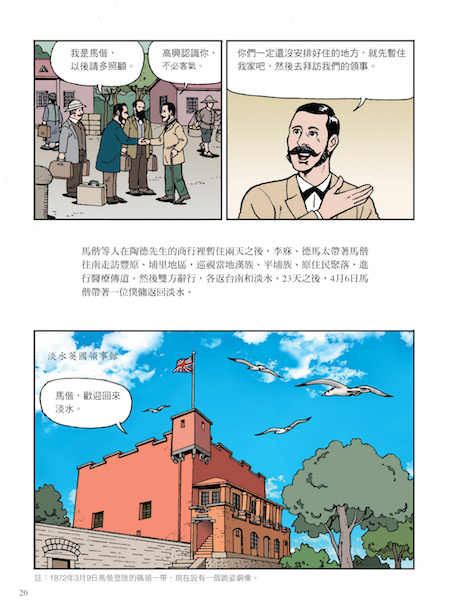 我是馬偕，
以後請多照顧。
高興認識你，
不必客氣。
你們一定還沒安排好住的地方，就先暫住
我家吧，然後去拜訪我們的領事。
馬偕等人在陶德先生的商行裡暫住兩天之後，李庥、德馬太帶著馬偕
往南走訪豐原、埔里地區，巡視當地漢族、平埔族、原住民聚落，進
行醫療傳道。然後雙方辭行，各返台南和淡水。23天之後，4月6日馬
偕帶著一位僕傭返回淡水。
淡水英國領事館
馬偕，歡迎回來
淡水。
註：1872年3月9日馬偕登陸的碼頭一帶，現在設有一個跪姿銅像。
20